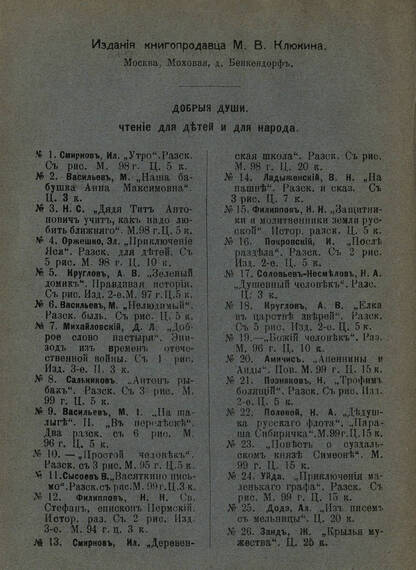 Изданія книгопродавца М. В. Клюкина.
Москва, Моховая, д. Бенкендорфъ.
ДОБРЫЯ ДУШИ.
чтеніе для дѣтей и для народа.
№ 1. Смирновъ, Ил. „Утро“. Разск.
Съ рис. М. 98 г. Ц. 5 к.
№ 2. Васильевъ, М. „Наша ба-
бушка Анна Максимовна“.
Ц. 3 к.
№ 3. Н. С. „Дядя Титъ Анто-
нопичъ учитъ, какъ надо лю-
бить ближняго“. М. 98 г. Ц. 5 к.
№ 4. Оржешко, Эл. „Приключеніе
Яся“. Разск. для дѣтей. Съ
5 рис. М. 98 г. Ц. 10 к.
№ 5. Кругловъ, А. В. „Зеленый
домикъ“. Правдивая исторія.
Съ рис. Изд. 2-е. М. 97 г. Ц. 5 к.
№ 6. Васильевъ, М. „Нелюдимый“.
Разск. быль. Съ рис. Ц. 5 к.
№ 7. Михайловскій, Д. Л. „Доб-
рое слово пастыря“. Эпи-
зодъ изъ временъ отече-
ственной войны. Съ 1 рис.
Изд. 3-е. Ц. 3 к.
№ 8. Сальниковъ. „Антонъ ры-
бакъ“. Разск. Съ 3 рис. М.
99 г. Ц. 5 к.
№ 9. Васильевъ, М. I. „На ша-
лыгѣ“. II. „Въ перелѣскѣ“.
Два разск. съ 6 рис. М.
96 г. Ц. 5 к.
№ 10. — „Простой человѣкъ“.
Разск. съ 3 рис. М. 95 г. Ц. 5 к.
№ 11. Сысоевъ В. „Васяткино пись-
мо“. Разск. съ рис. М. 99 г. Ц. 3 к.
№ 12. Филипповъ, Н. Н. Св.
Стефанъ, епископъ Пермскій.
Истор. раз. Съ 2 рис. Изд.
3-е. М. 94 г. Ц. 3 к.
№ 13. Смирновъ, Ил. „Деревен-
ская школа“. Разск. Съ рис.
М. 98 г. Ц. 20 к.
№ 14. Ладыженскій, В. Н. „На
пашнѣ“. Разск. и сказ. Съ
3 рис. Ц. 7 к.
№ 15. Филипповъ, Н. Н. „Защитни-
ки и молитвенники земли рус-
ской“. Истор. разск. Ц. 5 к.
№ 16. Покровскій, И. „Послѣ
раздѣла“. Разск. Съ 2 рис.
Изд. 2-е. Ц. 5 к.
№ 17. Соловьевъ-Несмѣловъ, Н. А.
„Душевный человѣкъ“. Разс.
Ц. 3 к.
№ 18. Кругловъ, А. В. „Елка
въ царствѣ звѣрей“. Разск.
Съ 5 рис. Изд. 2-е. Ц. 5 к.
№ 19. — „Божій человѣкъ“. Раз.
М. 96 г. Ц. 10 к.
№ 20. Амичисъ. „Апеннины и
Анды“. Пов. М. 99 г. Ц. 15 к.
№ 21. Позняковъ, Н. „Трофимъ
болящій“. Разск. Съ рис.
Изд. 2-е. Ц. 5 к.
№ 22. Полевой, Н. А. „Дѣдушка
русскаго флота“, „Пара-
ша Сибирячка“. М. 99 г. Ц. 15 к.
№ 23. — „Повѣсть о суздаль-
скомъ князѣ Симеонѣ“. М.
99 г. Ц. 15 к.
№ 24. Уйда. „Приключенія ма-
ленькаго графа“. Разск. Съ
рис. М. 99 г. Ц. 15 к.
№ 25. Додэ, Ал. „Изъ писемъ
съ мельницы“. Ц. 20 к.
№ 26. Зандъ, Ж. „Крылья му-
жества“. Ц. 25 к.